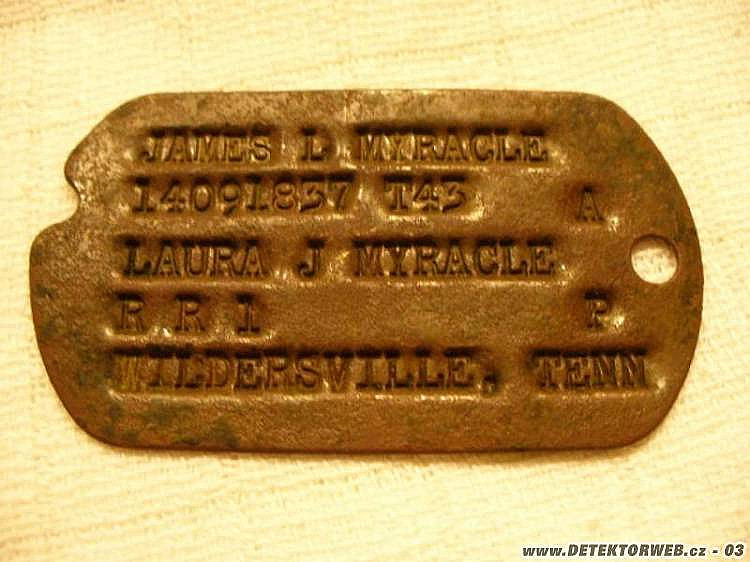 JAMES L MYRACLE
14091837 T43 A
LAURA J MYRACLE
R R 1 P
WILDERSVILLE, TENN
www.DETEKTORWEB.cz - 03